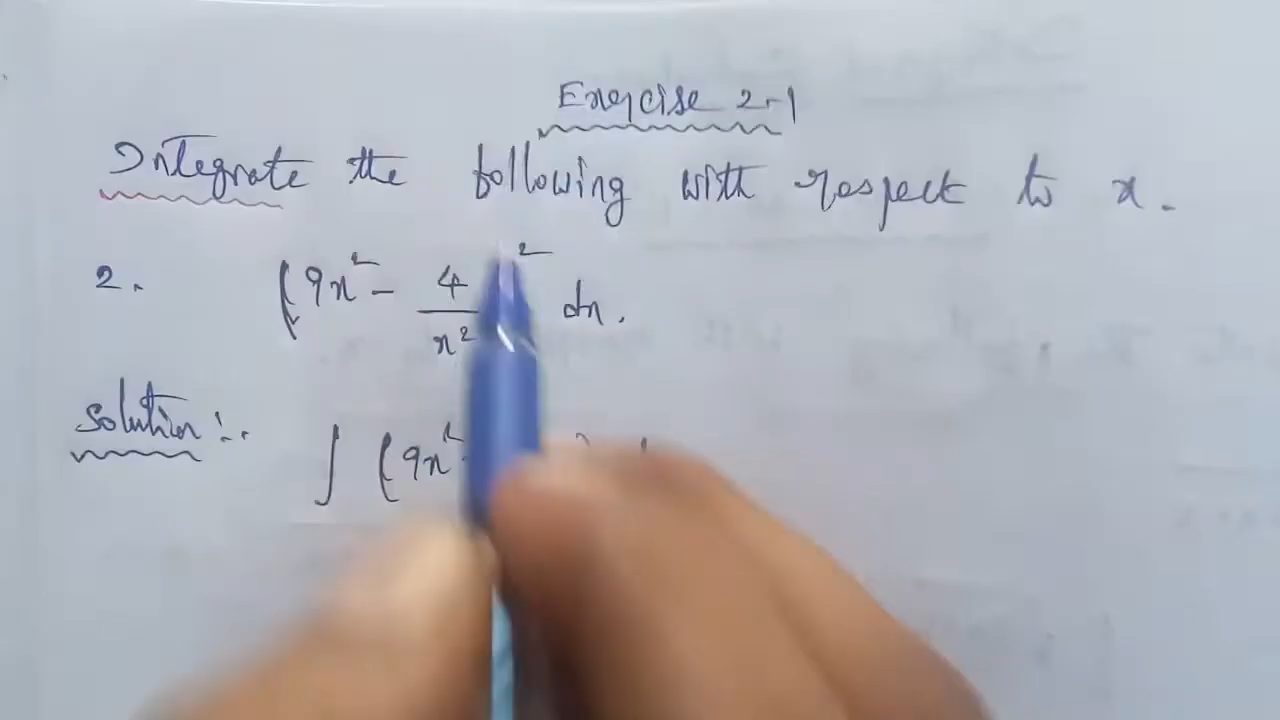 Exercise 2.1
Integrate the following with respect to x.
2. (9x² - 4/x² ² dx.
Solution:
∫ (9x²